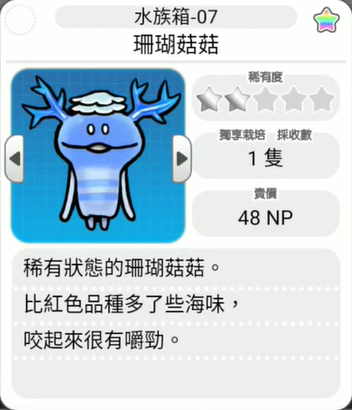 水族箱-07
珊瑚菇菇
稀有度
獨享栽培 採收數
1 隻
賣價
48 NP
稀有狀態的珊瑚菇菇。
比紅色品種多了些海味，
咬起來很有嚼勁。